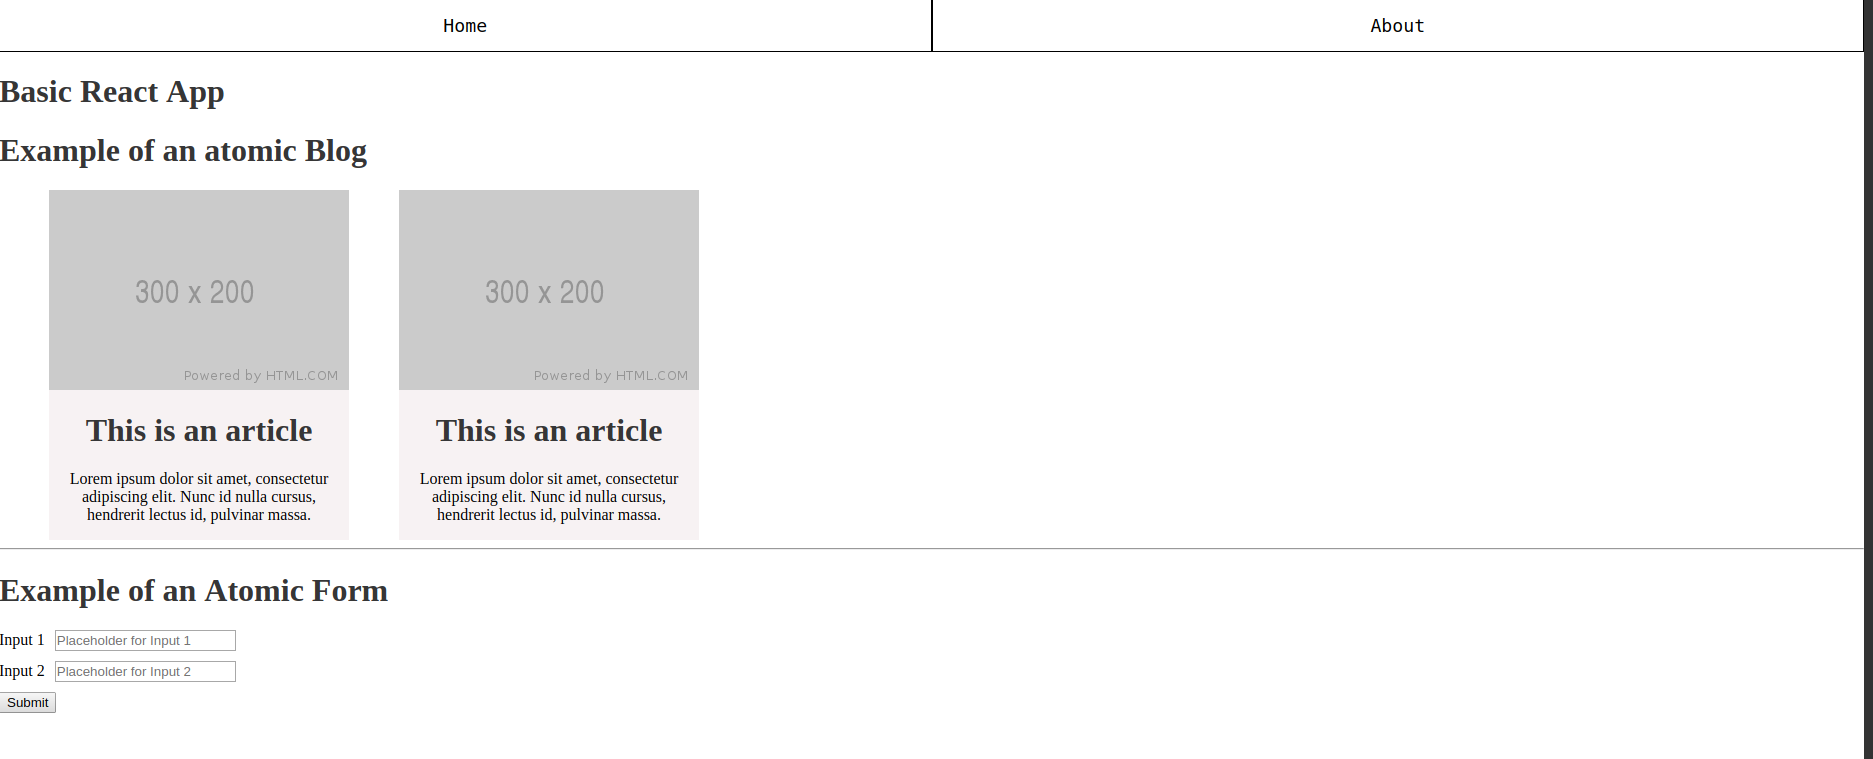 Home
About
Basic React App
Example of an atomic Blog
300 x 200
Powered by HTML.COM
This is an article
Lorem ipsum dolor sit amet, consectetur
adipiscing elit. Nunc id nulla cursus,
hendrerit lectus id, pulvinar massa.
300 x 200
Powered by HTML.COM
This is an article
Lorem ipsum dolor sit amet, consectetur
adipiscing elit. Nunc id nulla cursus,
hendrerit lectus id, pulvinar massa.
Example of an Atomic Form
Input 1 Placeholder for Input 1
Input 2 Placeholder for Input 2
Submit